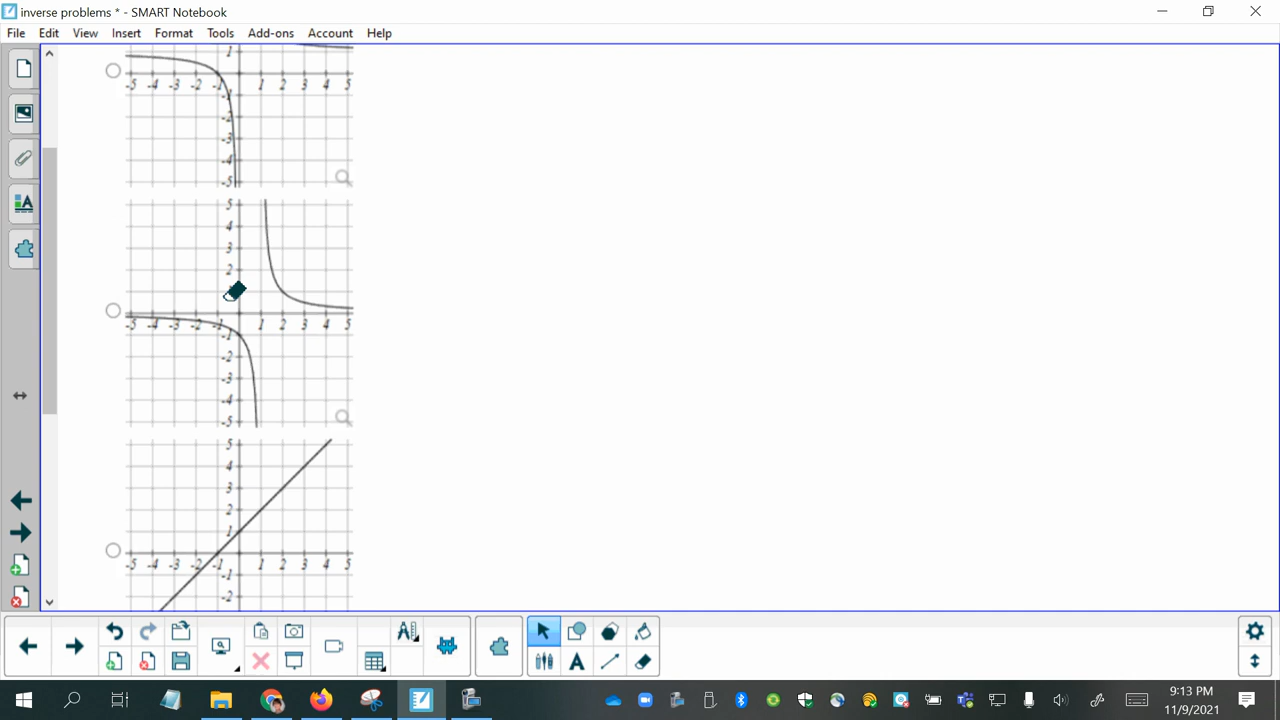 inverse problems * - SMART Notebook
File Edit View Insert Format Tools Add-ons Account Help
1
-5 -4 -3 -2 -1 1 2 3 4 5
-1
-2
-3
-4
-5
5
4
3
2
-5 -4 -3 -2 -1 1 2 3 4 5
-1
-2
-3
-4
-5
5
4
3
2
1
-5 -4 -3 -2 -1 1 2 3 4 5
-1
-2
A
A
9:13 PM
11/9/2021